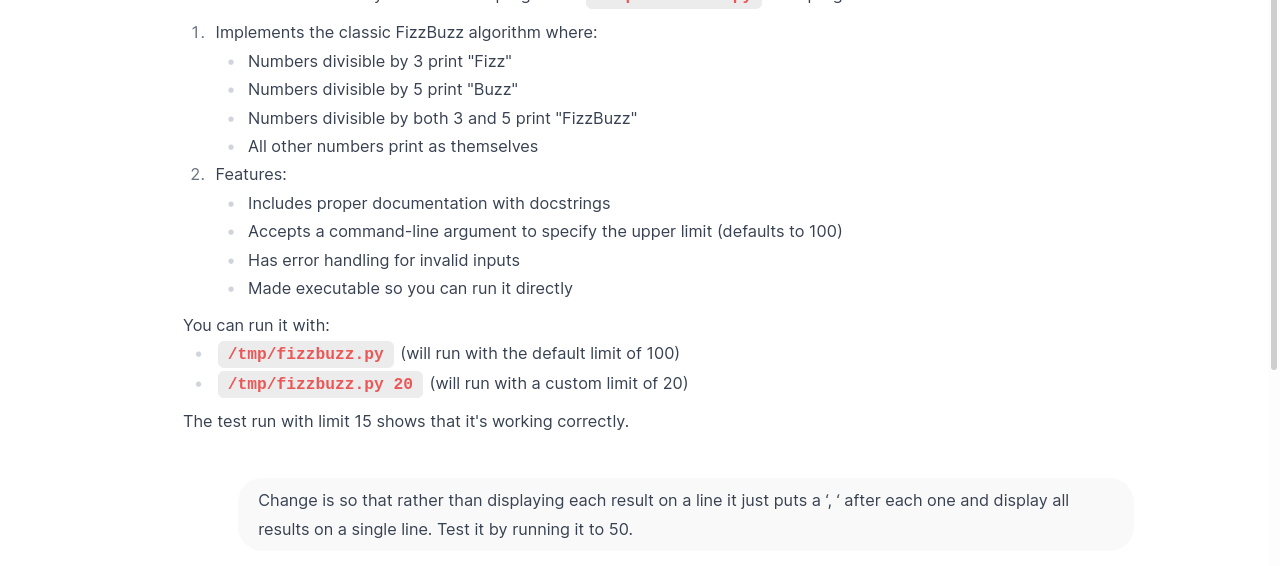 1. Implements the classic FizzBuzz algorithm where:
Numbers divisible by 3 print "Fizz"
Numbers divisible by 5 print "Buzz"
Numbers divisible by both 3 and 5 print "FizzBuzz"
All other numbers print as themselves
2. Features:
Includes proper documentation with docstrings
Accepts a command-line argument to specify the upper limit (defaults to 100)
Has error handling for invalid inputs
Made executable so you can run it directly
You can run it with:
/tmp/fizzbuzz.py (will run with the default limit of 100)
/tmp/fizzbuzz.py 20 (will run with a custom limit of 20)
The test run with limit 15 shows that it's working correctly.
Change is so that rather than displaying each result on a line it just puts a ‘, ‘ after each one and display all
results on a single line. Test it by running it to 50.